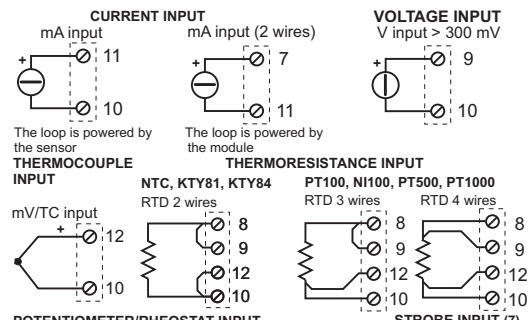 CURRENT INPUT
mA input
+
11
10
The loop is powered by
the sensor
mA input (2 wires)
+
7
11
The loop is powered by
the module
VOLTAGE INPUT
V input > 300 mV
+
9
10
THERMOCOUPLE
INPUT
mV/TC input
+
12
10
THERMORESISTANCE INPUT
NTC, KTY81, KTY84
RTD 2 wires
8
9
12
10
PT100, NI100, PT500, PT1000
RTD 3 wires
8
9
12
10
RTD 4 wires
8
9
12
10
POTENTIOMETER/RHEOSTAT INPUT
STROBE INPUT (7)